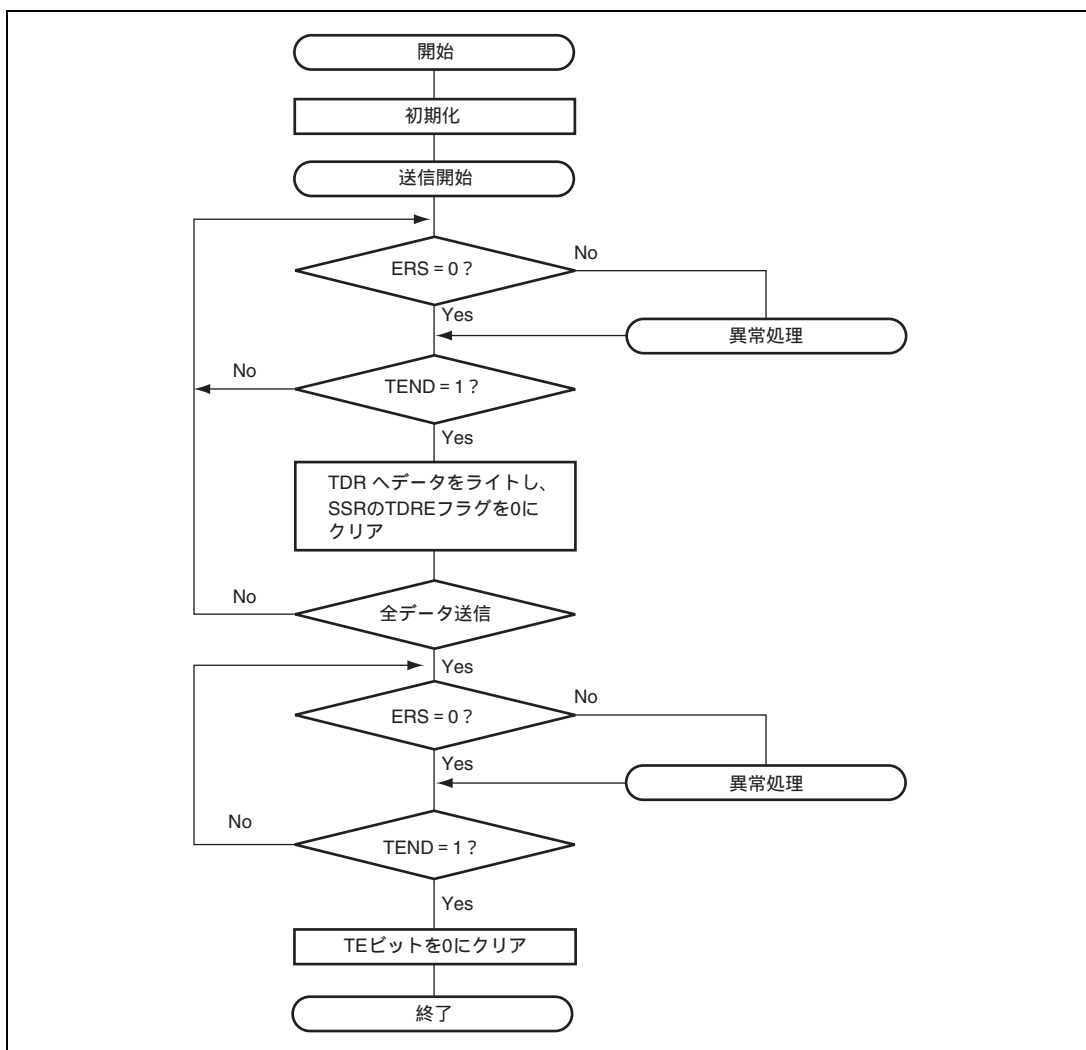 開始
初期化
送信開始
ERS = 0 ?
No
Yes
異常処理
No
TEND = 1 ?
Yes
TDR へデータをライトし、
SSRのTDREフラグを0に
クリア
No
全データ送信
Yes
No
ERS = 0 ?
Yes
異常処理
No
TEND = 1 ?
Yes
TEビットを0にクリア
終了